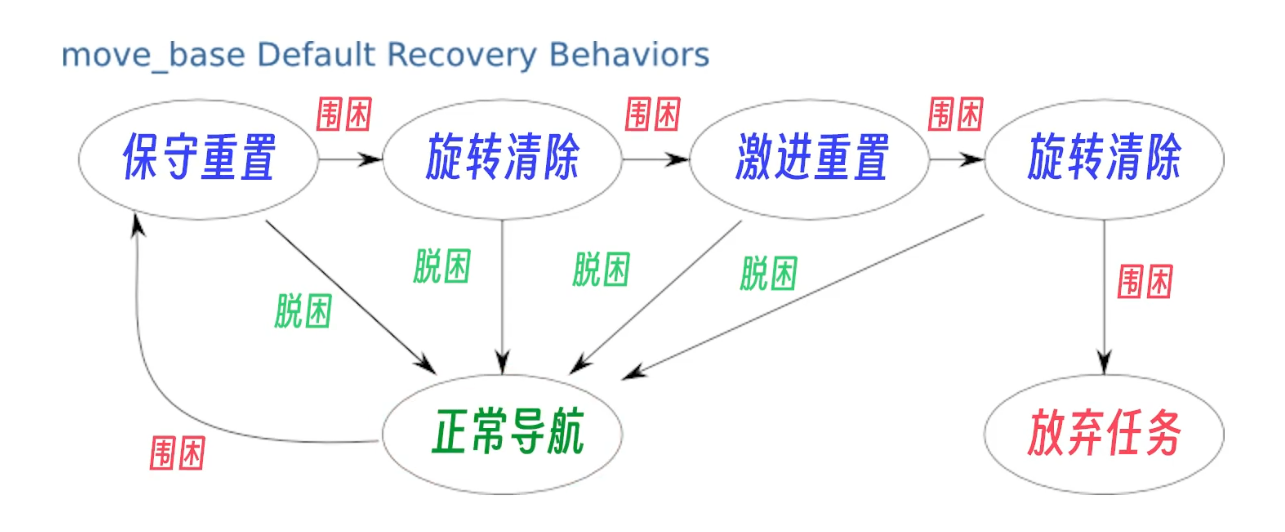 move_base Default Recovery Behaviors
围困 围困 围困
保守重置 旋转清除 激进重置 旋转清除
脱困 脱困 脱困 脱困 围困
正常导航 放弃任务
围困